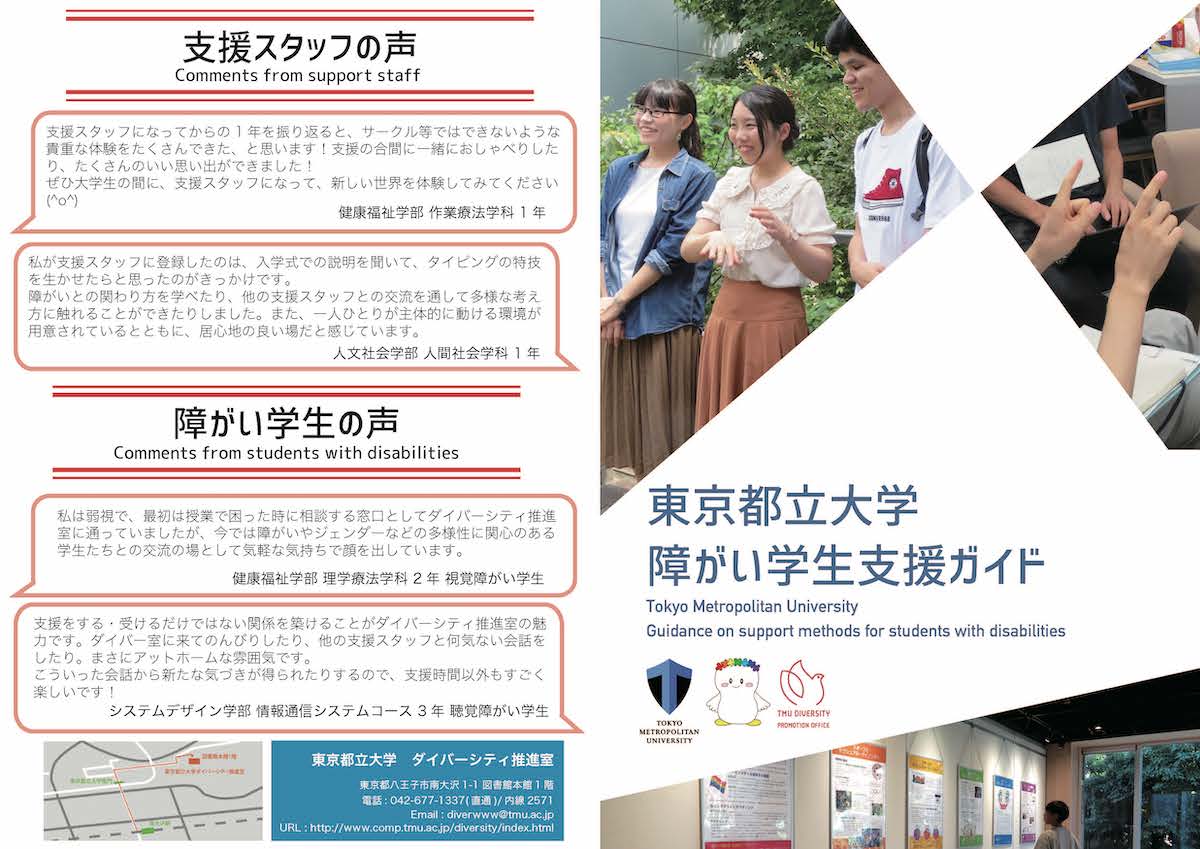 支援スタッフの声
Comments from support staff
支援スタッフになってからの1年を振り返ると、サークル等ではできないような
貴重な体験をたくさんできた、と思います！支援の合間に一緒におしゃべりした
り、たくさんのいい思い出ができました！
ぜひ大学生の間に、支援スタッフになって、新しい世界を体験してみてください
(^o^)
健康福祉学部 作業療法学科1年
私が支援スタッフに登録したのは、入学式での説明を聞いて、タイピングの特技
を生かせたらと思ったのがきっかけです。
障がいとの関わり方を学べたり、他の支援スタッフとの交流を通して多様な考え
方に触れることができたりしました。また、一人ひとりが主体的に動ける環境が
用意されているとともに、居心地の良い場だと感じています。
人文社会学部 人間社会学科1年
障がい学生の声
Comments from students with disabilities
私は弱視で、最初は授業で困った時に相談する窓口としてダイバーシティ推進
室に通っていましたが、今では障がいやジェンダーなどの多様性に関心のある
学生たちとの交流の場として気軽な気持ちで顔を出しています。
健康福祉学部 理学療法学科2年 視覚障がい学生
支援をする・受けるだけではない関係を築けることがダイバーシティ推進室の魅
力です。ダイバー室に来てのんびりしたり、他の支援スタッフと何気ない会話を
したり。まさにアットホームな雰囲気です。
こういった会話から新たな気づきが得られたりするので、支援時間以外もすごく
楽しいです！
システムデザイン学部 情報通信システムコース3年 聴覚障がい学生
図書館本館1階
東京都立大学ダイバーシティ推進室
南大沢駅
東京都立大学　ダイバーシティ推進室
東京都八王子市南大沢1-1 図書館本館1階
電話 : 042-677-1337(直通)/ 内線2571
Email : diverwww@tmu.ac.jp
URL : http://www.comp.tmu.ac.jp/diversity/index.html
CONVERSE
東京都立大学
障がい学生支援ガイド
Tokyo Metropolitan University
Guidance on support methods for students with disabilities
TOKYO
METROPOLITAN
UNIVERSITY
TMU DIVERSITY
PROMOTION OFFICE